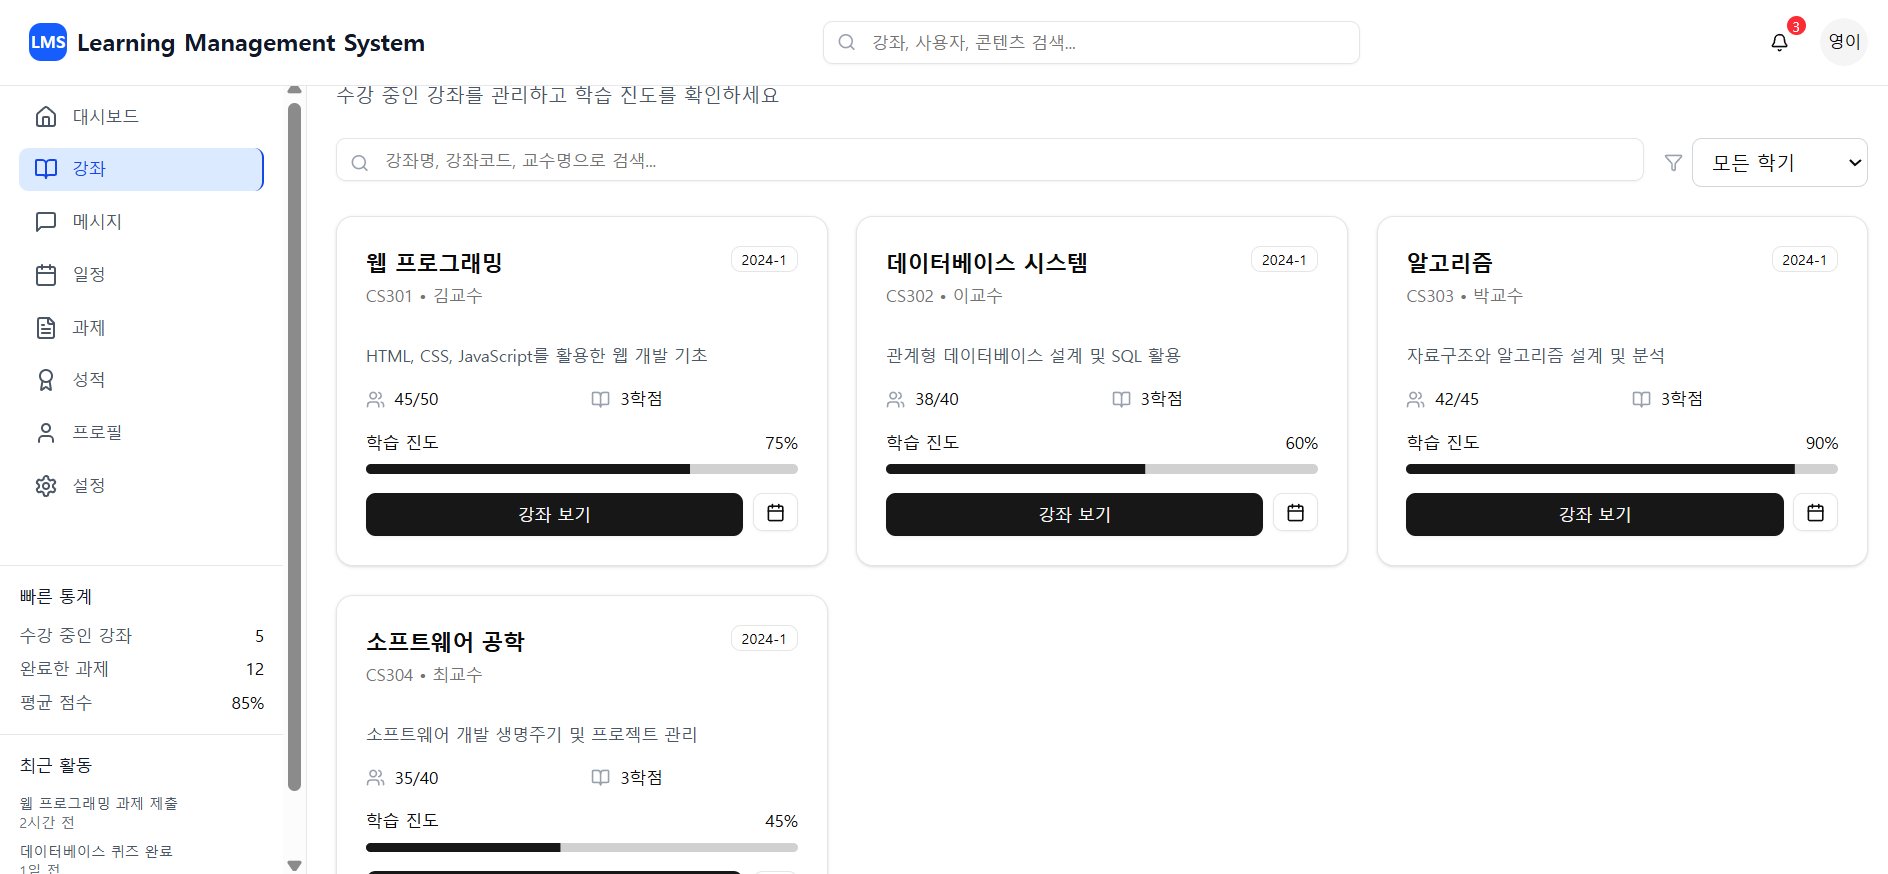 LMS Learning Management System
강좌, 사용자, 콘텐츠 검색...
3
영이
대시보드
강좌
메시지
일정
과제
성적
프로필
설정
빠른 통계
수강 중인 강좌 5
완료한 과제 12
평균 점수 85%
최근 활동
웹 프로그래밍 과제 제출
2시간 전
데이터베이스 퀴즈 완료
1일 전
수강 중인 강좌를 관리하고 학습 진도를 확인하세요
강좌명, 강좌코드, 교수명으로 검색...
모든 학기
웹 프로그래밍 2024-1
CS301 • 김교수
HTML, CSS, JavaScript를 활용한 웹 개발 기초
45/50 3학점
학습 진도 75%
강좌 보기
데이터베이스 시스템 2024-1
CS302 • 이교수
관계형 데이터베이스 설계 및 SQL 활용
38/40 3학점
학습 진도 60%
강좌 보기
알고리즘 2024-1
CS303 • 박교수
자료구조와 알고리즘 설계 및 분석
42/45 3학점
학습 진도 90%
강좌 보기
소프트웨어 공학 2024-1
CS304 • 최교수
소프트웨어 개발 생명주기 및 프로젝트 관리
35/40 3학점
학습 진도 45%